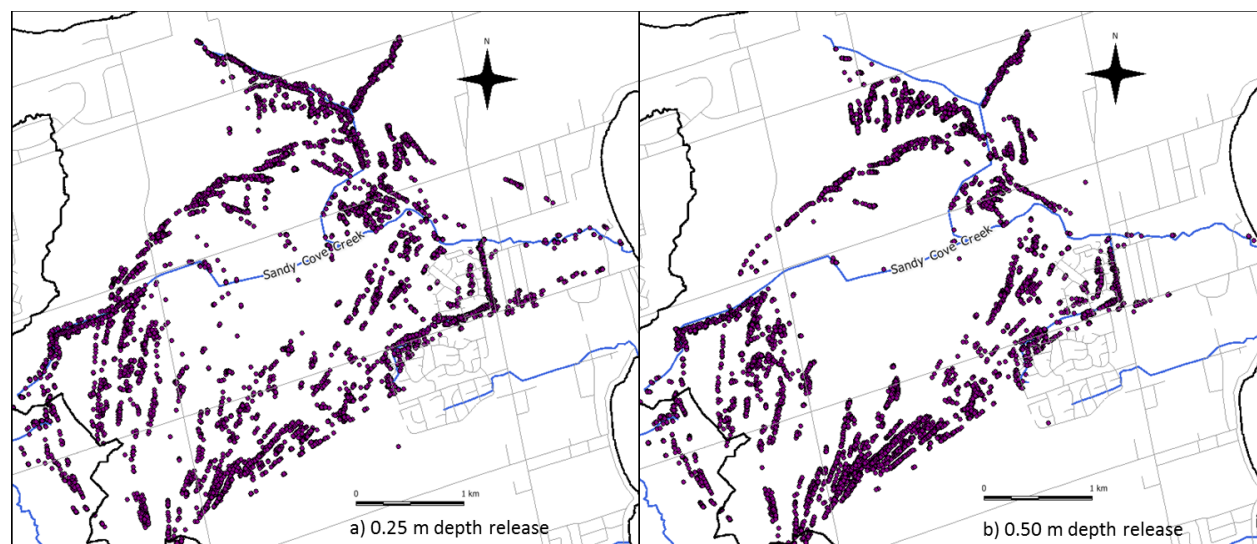 N
Sandy Cove Creek
0 1 km
a) 0.25 m depth release
N
Sandy Cove Creek
0 1 km
b) 0.50 m depth release